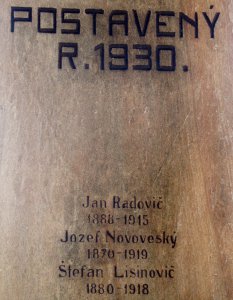 POSTAVENÝ
R. 1930.
Jan Radovič
1888-1915
Jozef Novoveský
1870-1919
Štefan Lisinovič
1880-1918